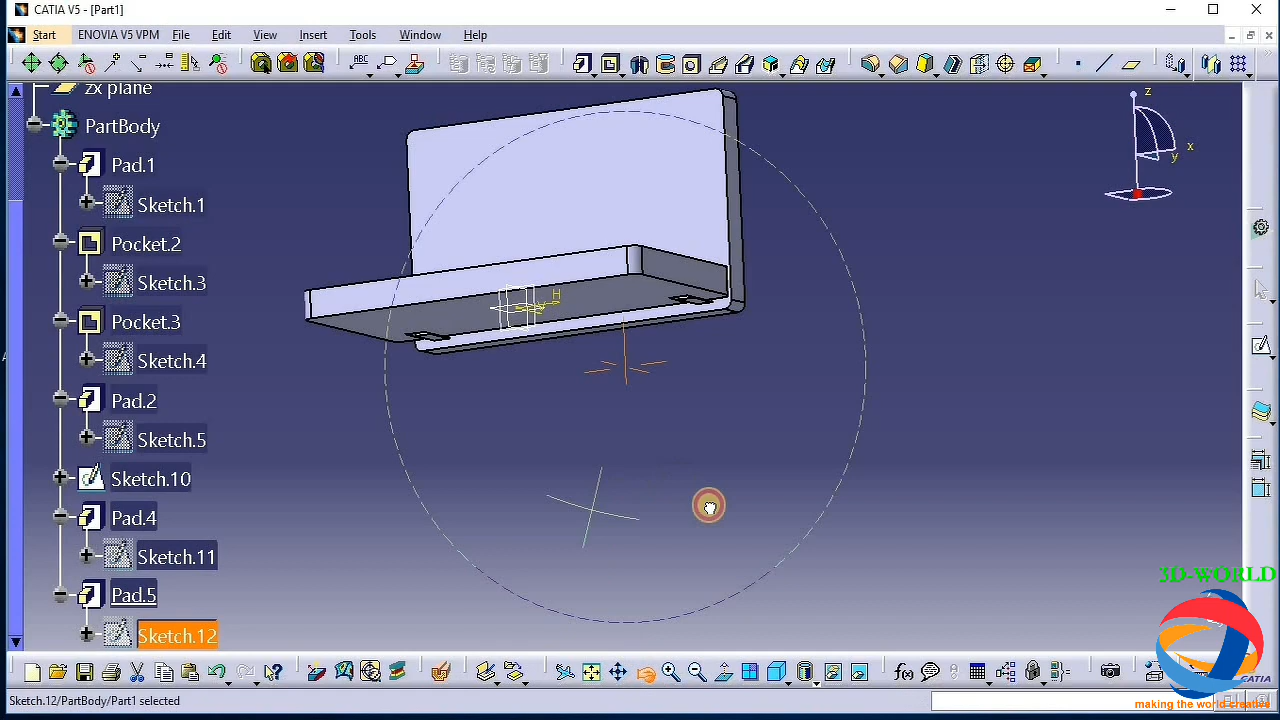 CATIA V5 - [Part1]
Start ENOVIA V5 VPM File Edit View Insert Tools Window Help
ABC
zx plane
PartBody
Pad.1
Sketch.1
Pocket.2
Sketch.3
Pocket.3
Sketch.4
Pad.2
Sketch.5
Sketch.10
Pad.4
Sketch.11
Pad.5
Sketch.12
z
x
y
H
3D-WORLD
CATIA
making the world creative
f(x)
Sketch.12/PartBody/Part1 selected